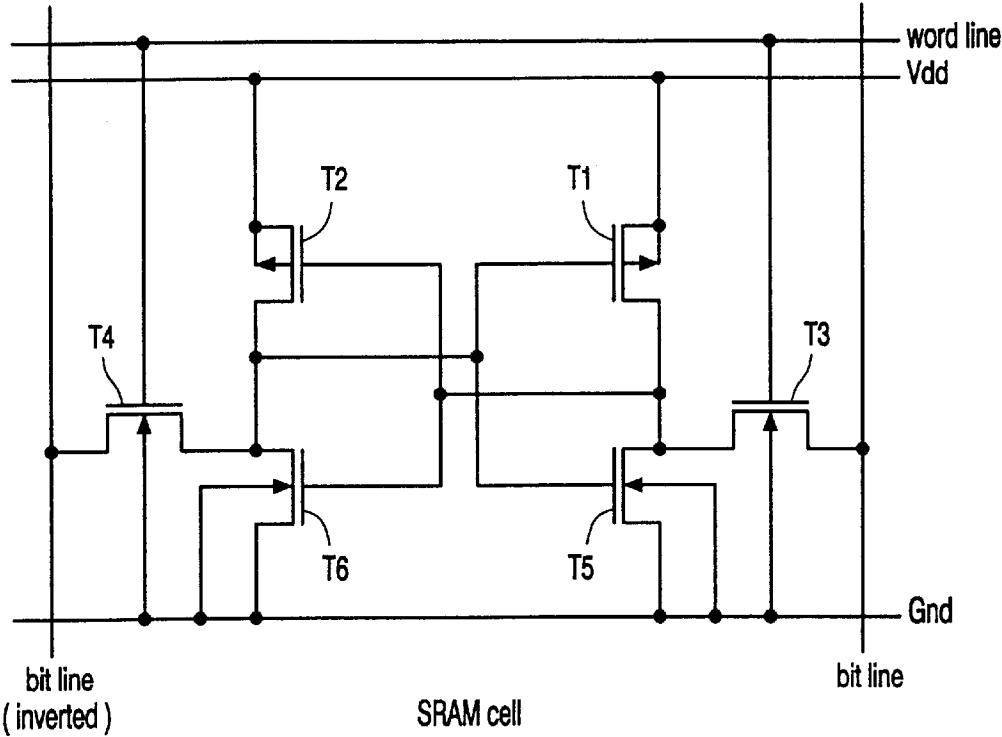 word line
Vdd
T2
T1
T4
T3
T6
T5
Gnd
bit line
( inverted )
bit line
SRAM cell